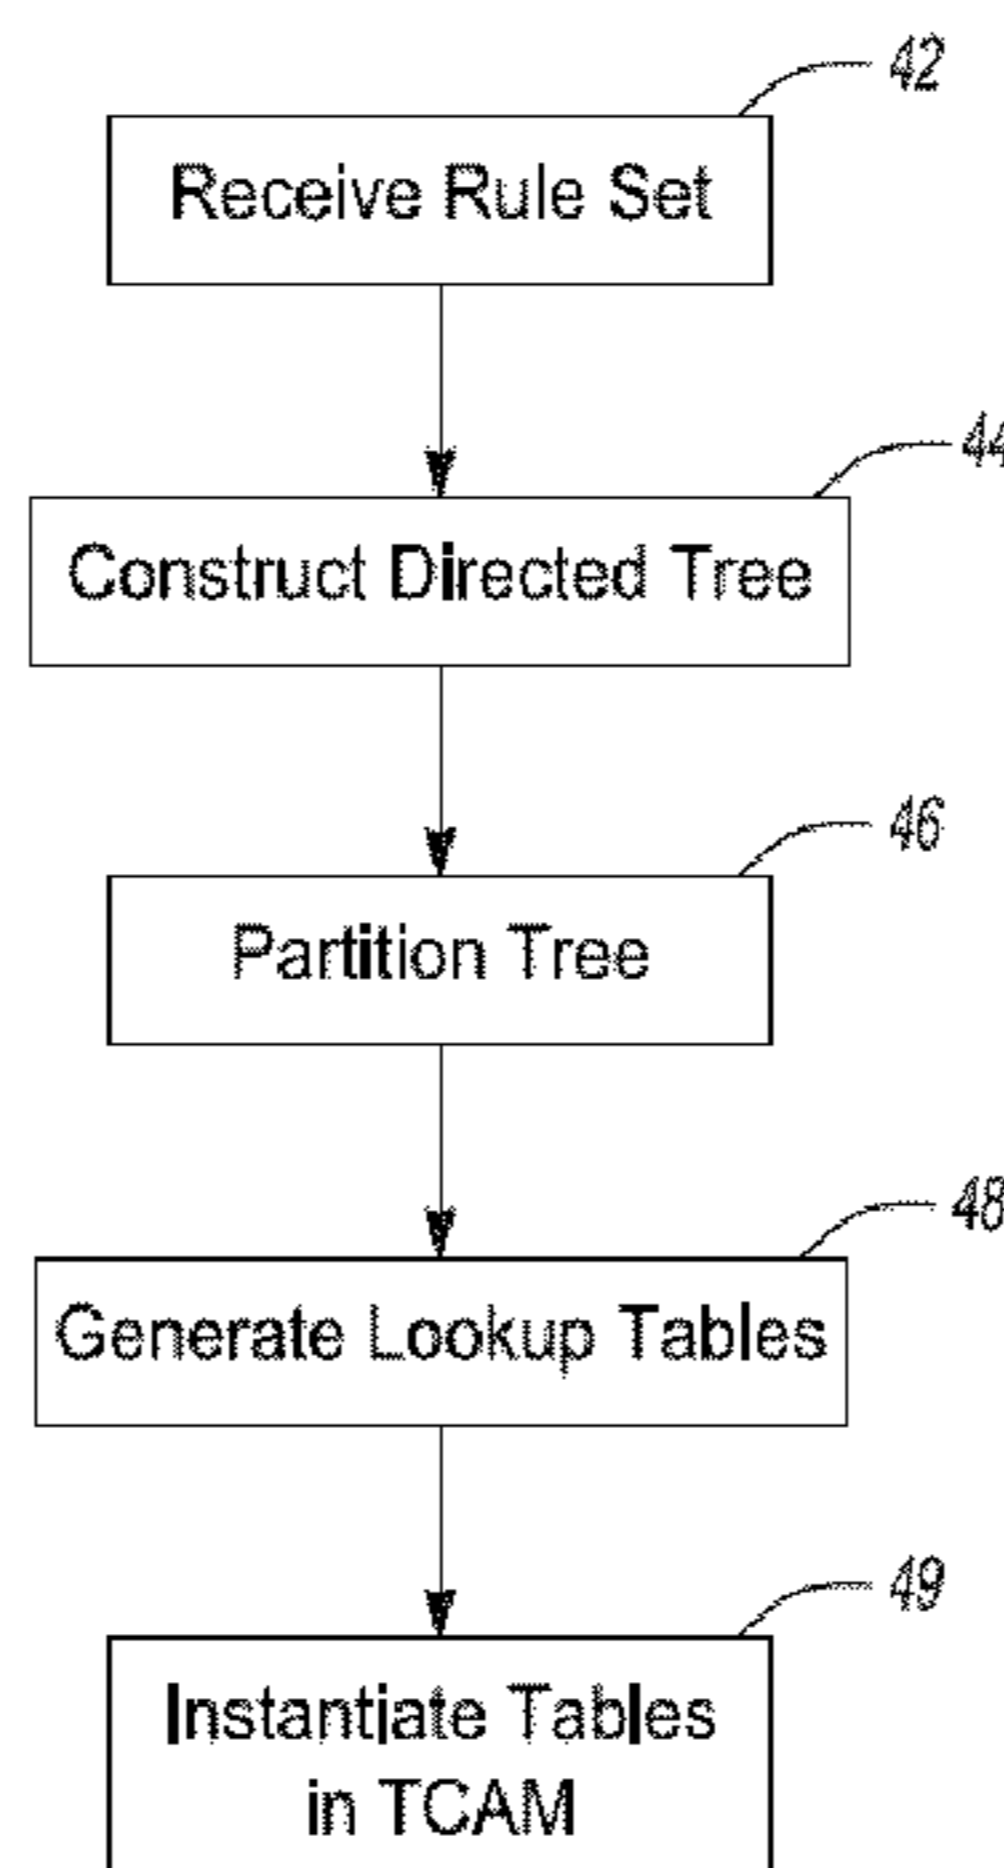 42
Receive Rule Set
44
Construct Directed Tree
46
Partition Tree
48
Generate Lookup Tables
49
Instantiate Tables
in TCAM